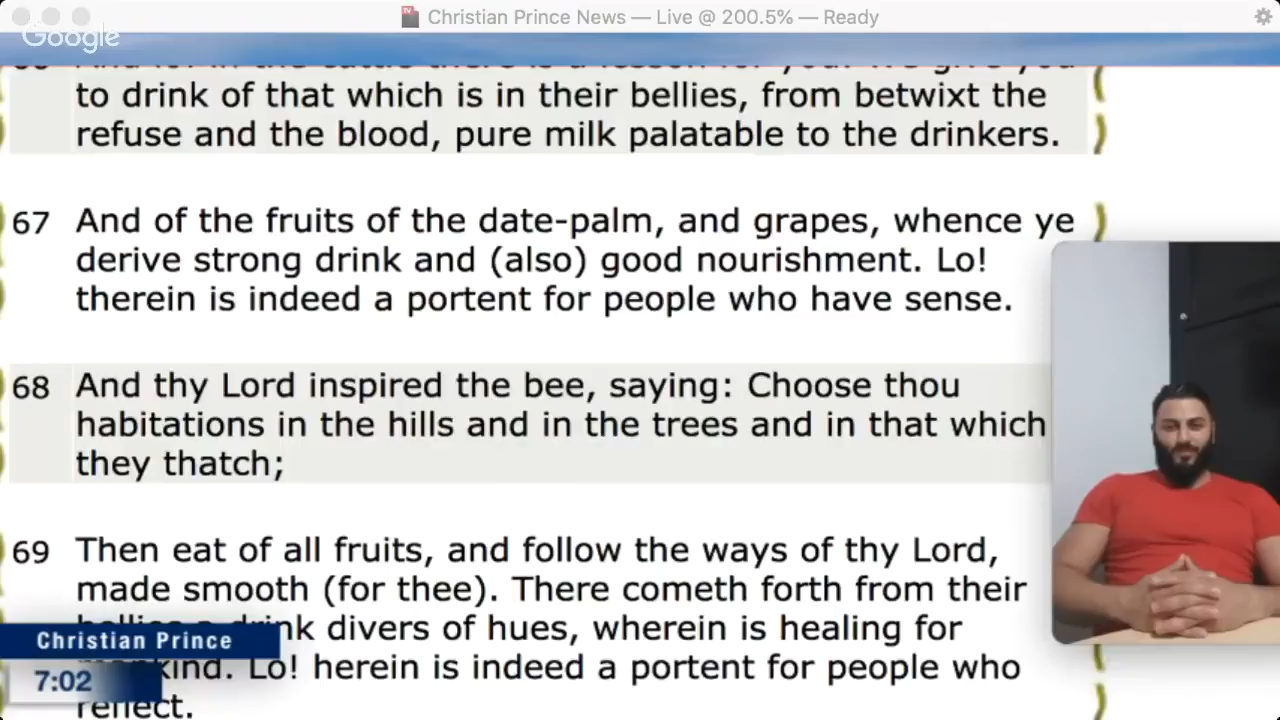 Christian Prince News — Live @ 200.5% — Ready
Google
to drink of that which is in their bellies, from betwixt the
refuse and the blood, pure milk palatable to the drinkers.
67 And of the fruits of the date-palm, and grapes, whence ye
derive strong drink and (also) good nourishment. Lo!
therein is indeed a portent for people who have sense.
68 And thy Lord inspired the bee, saying: Choose thou
habitations in the hills and in the trees and in that which
they thatch;
69 Then eat of all fruits, and follow the ways of thy Lord,
made smooth (for thee). There cometh forth from their
divers of hues, wherein is healing for
Christian Prince
Lo! herein is indeed a portent for people who
7:02
reflect.